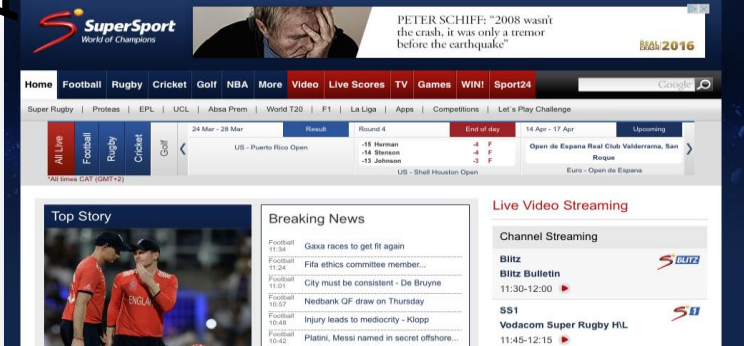 SuperSport
World of Champions
PETER SCHIFF: "2008 wasn't
the crash, it was only a tremor
before the earthquake"
REAL
CRASH 2016
Home Football Rugby Cricket Golf NBA More Video Live Scores TV Games WIN! Sport24
Google
Super Rugby | Proteas | EPL | UCL | Absa Prem | World T20 | F1 | La Liga | Apps | Competitions | Let's Play Challenge
All Live
Football
Rugby
Cricket
Golf
24 Mar - 28 Mar Result
US - Puerto Rico Open
Round 4 End of day
-15 Herman -4 F
-14 Stenson -4 F
-13 Johnson -3 F
US - Shell Houston Open
14 Apr - 17 Apr Upcoming
Open de Espana Real Club Valderrama, San
Roque
Euro - Open de Espana
*All times CAT (GMT+2)
Top Story
ENGLA
Breaking News
Football
11:34
Gaxa races to get fit again
Football
11:24
Fifa ethics committee member...
Football
11:01
City must be consistent - De Bruyne
Football
10:57
Nedbank QF draw on Thursday
Football
10:48
Injury leads to mediocrity - Klopp
Football
10:42
Platini, Messi named in secret offshore...
Live Video Streaming
Channel Streaming
Blitz
Blitz Bulletin
11:30-12:00
BLITZ
SS1
Vodacom Super Rugby H\L
11:45-12:15
1